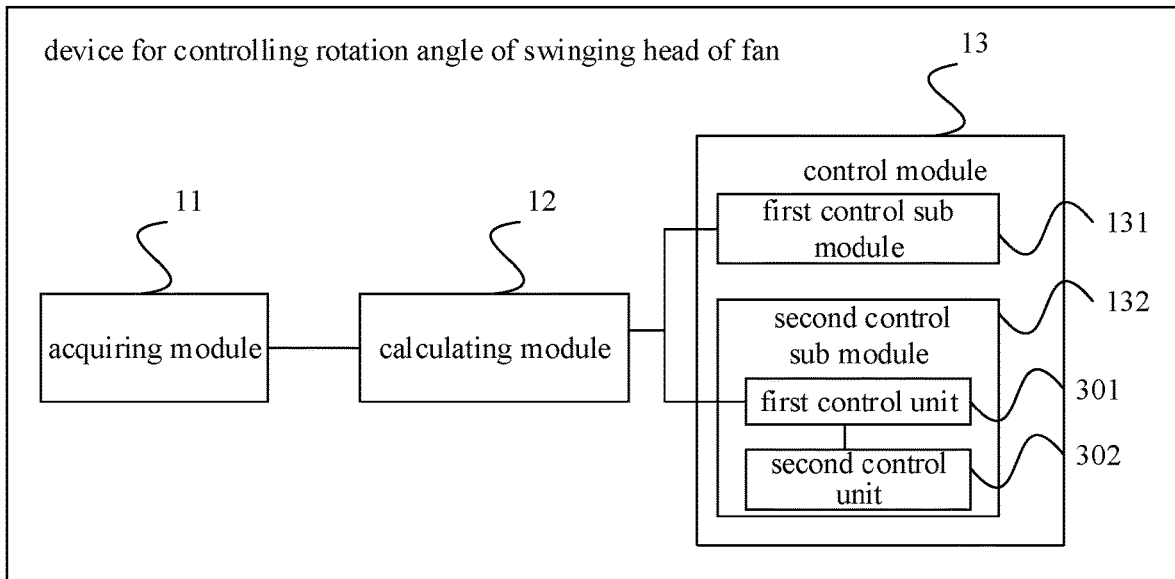 device for controlling rotation angle of swinging head of fan
13
control module
11
12
first control sub
module
131
132
acquiring module
calculating module
second control
sub module
first control unit
301
second control
unit
302